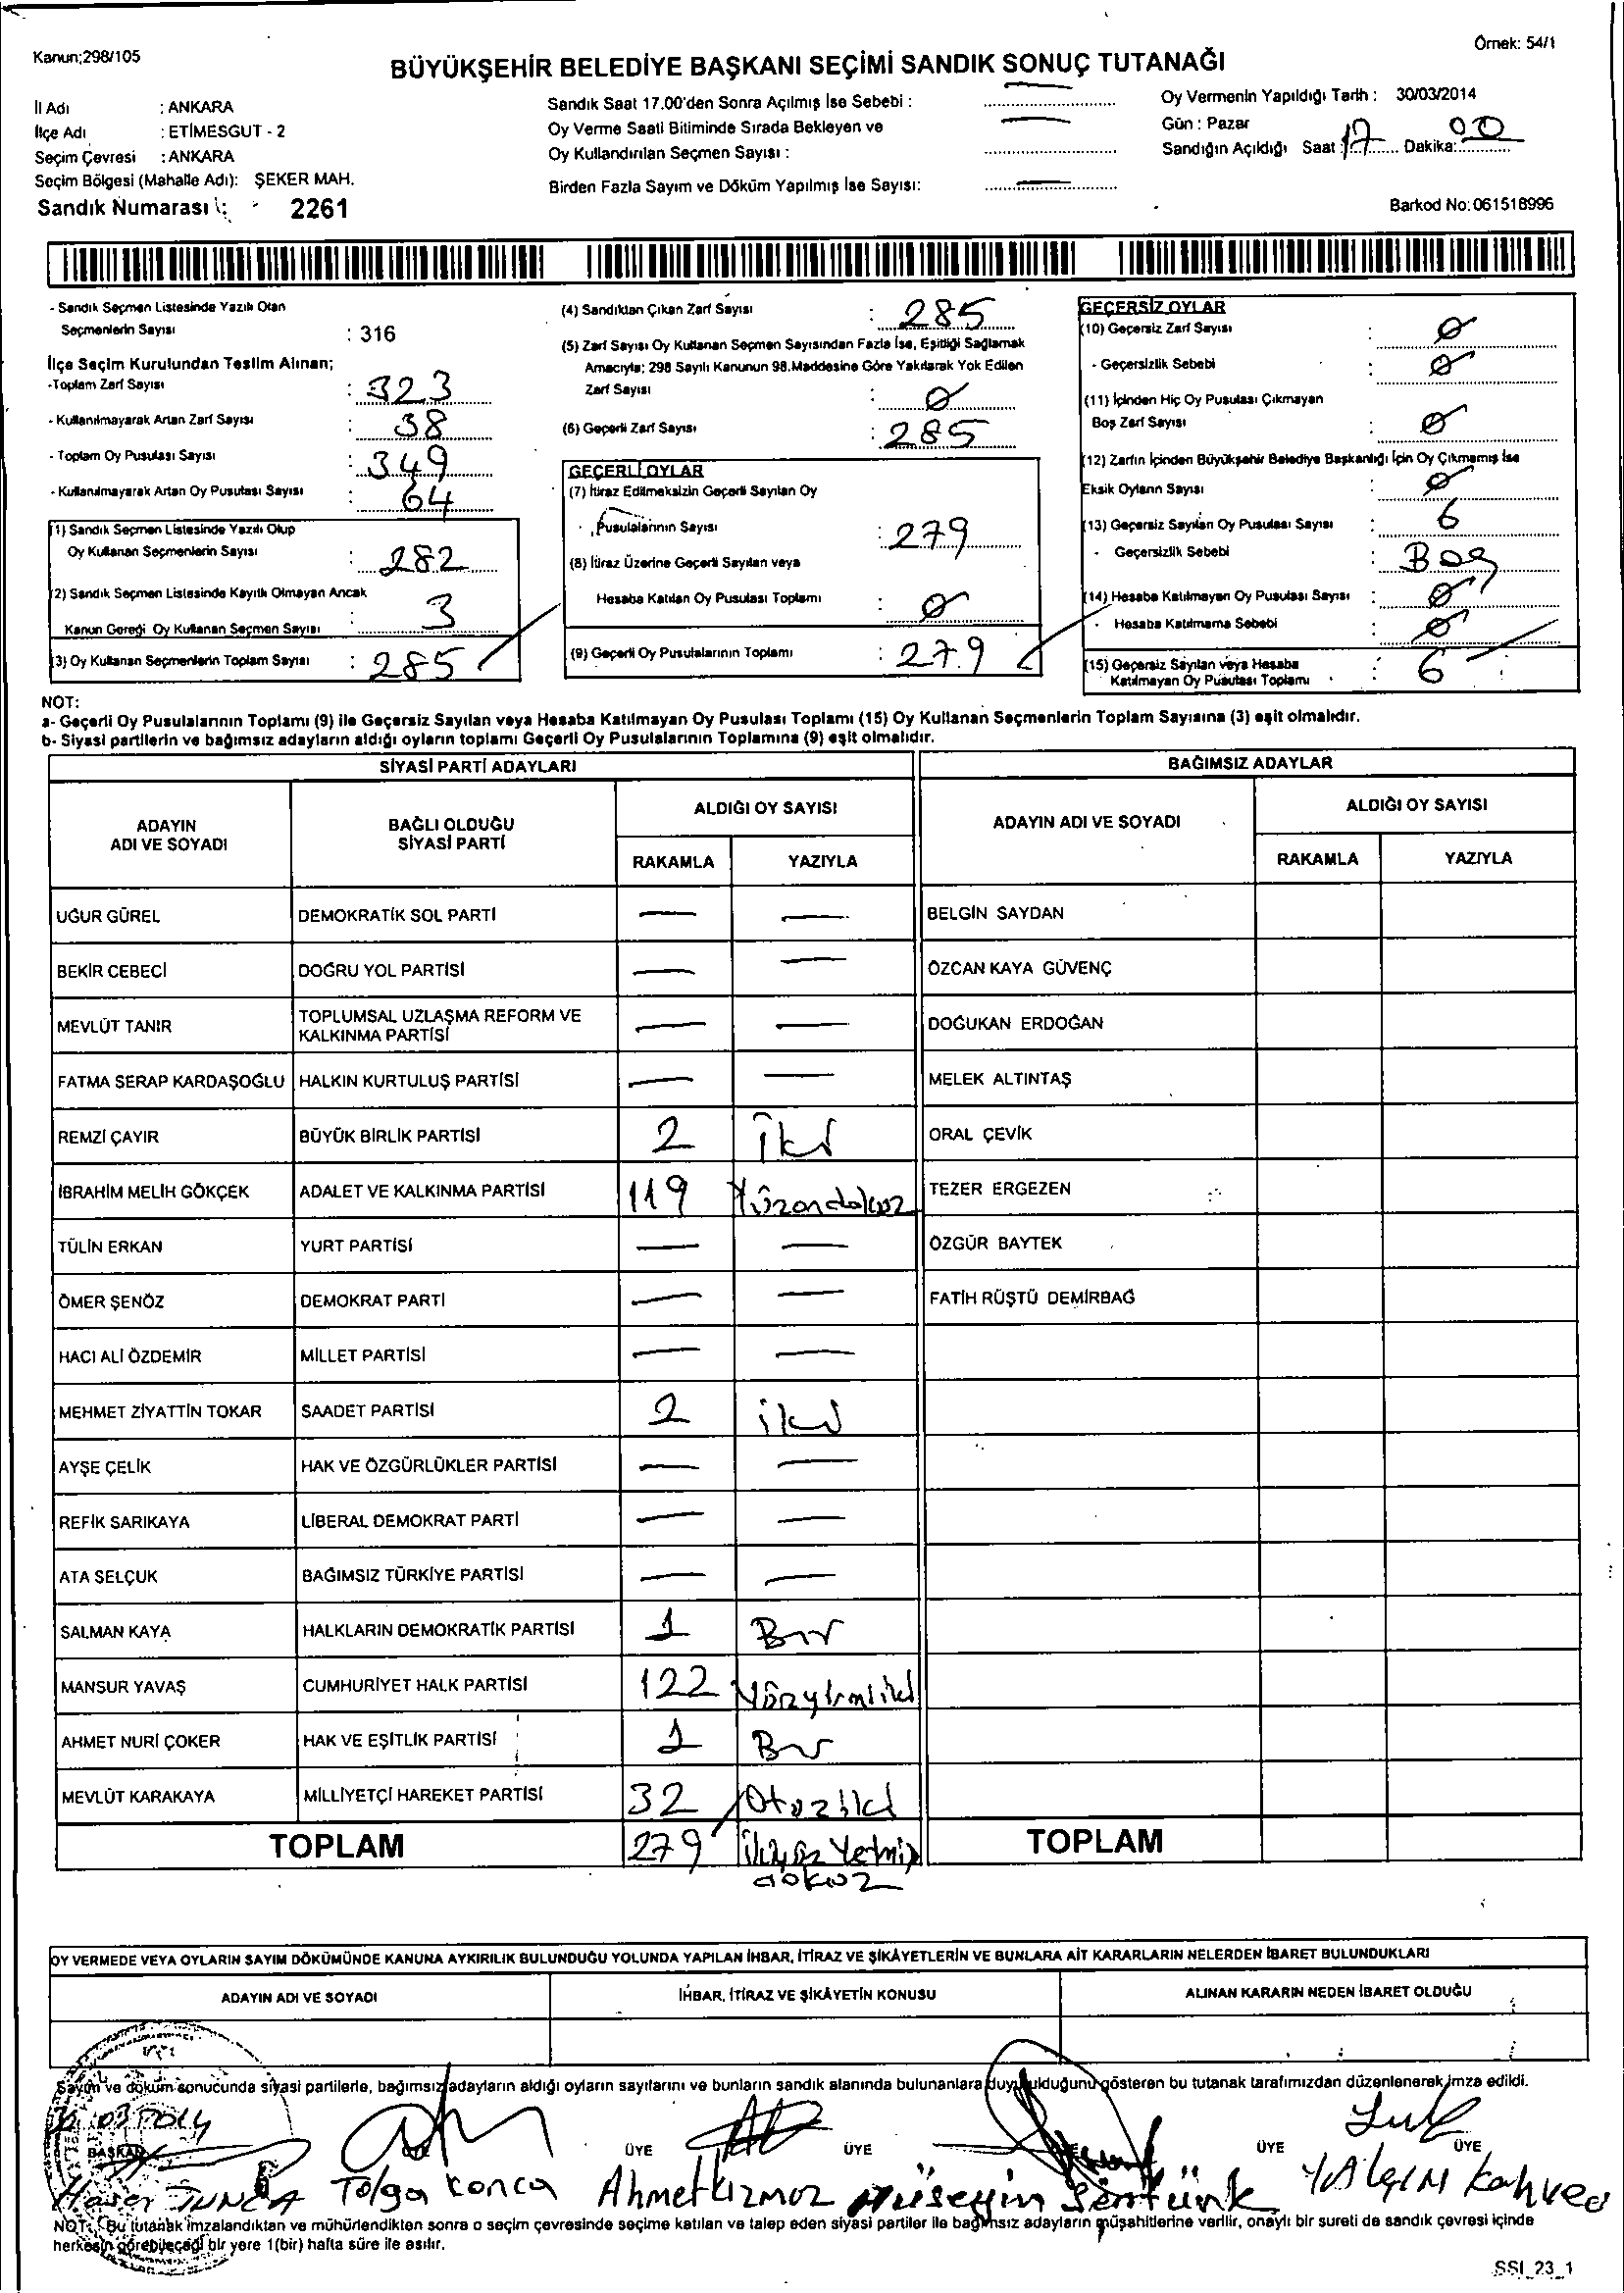 Kanun;298/105
Örnek: 54/1
BÜYÜKŞEHİR BELEDİYE BAŞKANI SEÇİMİ SANDIK SONUÇ TUTANAĞI
İl Adı : ANKARA
İlçe Adı : ETİMESGUT - 2
Seçim Çevresi : ANKARA
Seçim Bölgesi (Mahalle Adı): ŞEKER MAH.
Sandık Numarası : 2261
Sandık Saat 17.00'den Sonra Açılmış İse Sebebi :
Oy Verme Saati Bitiminde Sırada Bekleyen ve
Oy Kullandırılan Seçmen Sayısı :
Birden Fazla Sayım ve Döküm Yapılmış İse Sayısı:
Oy Vermenin Yapıldığı Tarih : 30/03/2014
Gün : Pazar
Sandığın Açıldığı Saat : 17 Dakika: 00
Barkod No:061518996
- Sandık Seçmen Listesinde Yazılı Olan
Seçmenlerin Sayısı : 316
İlçe Seçim Kurulundan Teslim Alınan;
-Toplam Zarf Sayısı : 323
- Kullanılmayarak Artan Zarf Sayısı : 38
- Toplam Oy Pusulası Sayısı : 349
- Kullanılmayarak Artan Oy Pusulası Sayısı : 64
(1) Sandık Seçmen Listesinde Yazılı Olup
Oy Kullanan Seçmenlerin Sayısı : 282
(2) Sandık Seçmen Listesinde Kayıtlı Olmayan Ancak
Kanun Gereği Oy Kullanan Seçmen Sayısı : 3
(3) Oy Kullanan Seçmenlerin Toplam Sayısı : 285
(4) Sandıktan Çıkan Zarf Sayısı : 285
(5) Zarf Sayısı Oy Kullanan Seçmen Sayısından Fazla İse, Eşitliği Sağlamak
Amacıyla; 298 Sayılı Kanunun 98.Maddesine Göre Yakılarak Yok Edilen
Zarf Sayısı : 0
(6) Geçerli Zarf Sayısı : 285
GEÇERLİ OYLAR
(7) İtiraz Edilmeksizin Geçerli Sayılan Oy
Pusulalarının Sayısı : 279
(8) İtiraz Üzerine Geçerli Sayılan veya
Hesaba Katılan Oy Pusulası Toplamı : 0
(9) Geçerli Oy Pusulalarının Toplamı : 279
GEÇERSİZ OYLAR
(10) Geçersiz Zarf Sayısı : 0
- Geçersizlik Sebebi : 0
(11) İçinden Hiç Oy Pusulası Çıkmayan
Boş Zarf Sayısı : 0
(12) Zarfın İçinden Büyükşehir Belediye Başkanlığı İçin Oy Çıkmamış İse
Eksik Oyların Sayısı : 0
(13) Geçersiz Sayılan Oy Pusulası Sayısı : 6
- Geçersizlik Sebebi : Boş
(14) Hesaba Katılmayan Oy Pusulası Sayısı : 0
- Hesaba Katılmama Sebebi : 0
(15) Geçersiz Sayılan veya Hesaba
Katılmayan Oy Pusulası Toplamı : 6
NOT:
a- Geçerli Oy Pusulalarının Toplamı (9) ile Geçersiz Sayılan veya Hesaba Katılmayan Oy Pusulası Toplamı (15) Oy Kullanan Seçmenlerin Toplam Sayısına (3) eşit olmalıdır.
b- Siyasi partilerin ve bağımsız adayların aldığı oyların toplamı Geçerli Oy Pusulalarının Toplamına (9) eşit olmalıdır.
SİYASİ PARTİ ADAYLARI
BAĞIMSIZ ADAYLAR
ADAYIN
ADI VE SOYADI
BAĞLI OLDUĞU
SİYASİ PARTİ
ALDIĞI OY SAYISI
RAKAMLA YAZIYLA
ADAYIN ADI VE SOYADI
ALDIĞI OY SAYISI
RAKAMLA YAZIYLA
UĞUR GÜREL DEMOKRATİK SOL PARTİ — — BELGİN SAYDAN
BEKİR CEBECİ DOĞRU YOL PARTİSİ — — ÖZCAN KAYA GÜVENÇ
MEVLÜT TANIR TOPLUMSAL UZLAŞMA REFORM VE
KALKINMA PARTİSİ — — DOĞUKAN ERDOĞAN
FATMA SERAP KARDAŞOĞLU HALKIN KURTULUŞ PARTİSİ — — MELEK ALTINTAŞ
REMZİ ÇAYIR BÜYÜK BİRLİK PARTİSİ 2 İki ORAL ÇEVİK
İBRAHİM MELİH GÖKÇEK ADALET VE KALKINMA PARTİSİ 119 Yüzondokuz TEZER ERGEZEN
TÜLİN ERKAN YURT PARTİSİ — — ÖZGÜR BAYTEK
ÖMER ŞENÖZ DEMOKRAT PARTİ — — FATİH RÜŞTÜ DEMİRBAĞ
HACI ALİ ÖZDEMİR MİLLET PARTİSİ — —
MEHMET ZİYATTİN TOKAR SAADET PARTİSİ 2 iki
AYŞE ÇELİK HAK VE ÖZGÜRLÜKLER PARTİSİ — —
REFİK SARIKAYA LİBERAL DEMOKRAT PARTİ — —
ATA SELÇUK BAĞIMSIZ TÜRKİYE PARTİSİ — —
SALMAN KAYA HALKLARIN DEMOKRATİK PARTİSİ 1 Bir
MANSUR YAVAŞ CUMHURİYET HALK PARTİSİ 122 Yüzyirmiiki
AHMET NURİ ÇOKER HAK VE EŞİTLİK PARTİSİ 1 Bir
MEVLÜT KARAKAYA MİLLİYETÇİ HAREKET PARTİSİ 32 Otuziki
TOPLAM 279 İkiyüz Yetmiş TOPLAM
dokuz
OY VERMEDE VEYA OYLARIN SAYIM DÖKÜMÜNDE KANUNA AYKIRILIK BULUNDUĞU YOLUNDA YAPILAN İHBAR, İTİRAZ VE ŞİKÂYETLERİN VE BUNLARA AİT KARARLARIN NELERDEN İBARET BULUNDUKLARI
ADAYIN ADI VE SOYADI İHBAR, İTİRAZ VE ŞİKÂYETİN KONUSU ALINAN KARARIN NEDEN İBARET OLDUĞU
Sayım ve döküm sonucunda siyasi partilerle, bağımsız adayların aldığı oyların sayılarını ve bunların sandık alanında bulunanlara duyurulduğunu gösteren bu tutanak tarafımızdan düzenlenerek imza edildi.
30.03.2014
BAŞKAN ÜYE ÜYE ÜYE ÜYE
TUNCA Tolga Konca Ahmet Hüseyin Şentürk YALÇIN Kahveci
NOT: Bu tutanak imzalandıktan ve mühürlendikten sonra o seçim çevresinde seçime katılan ve talep eden siyasi partiler ile bağımsız adayların müşahitlerine verilir, onaylı bir sureti de sandık çevresi içinde
herkesin görebileceği bir yere 1(bir) hafta süre ile asılır.
SSI_23_1